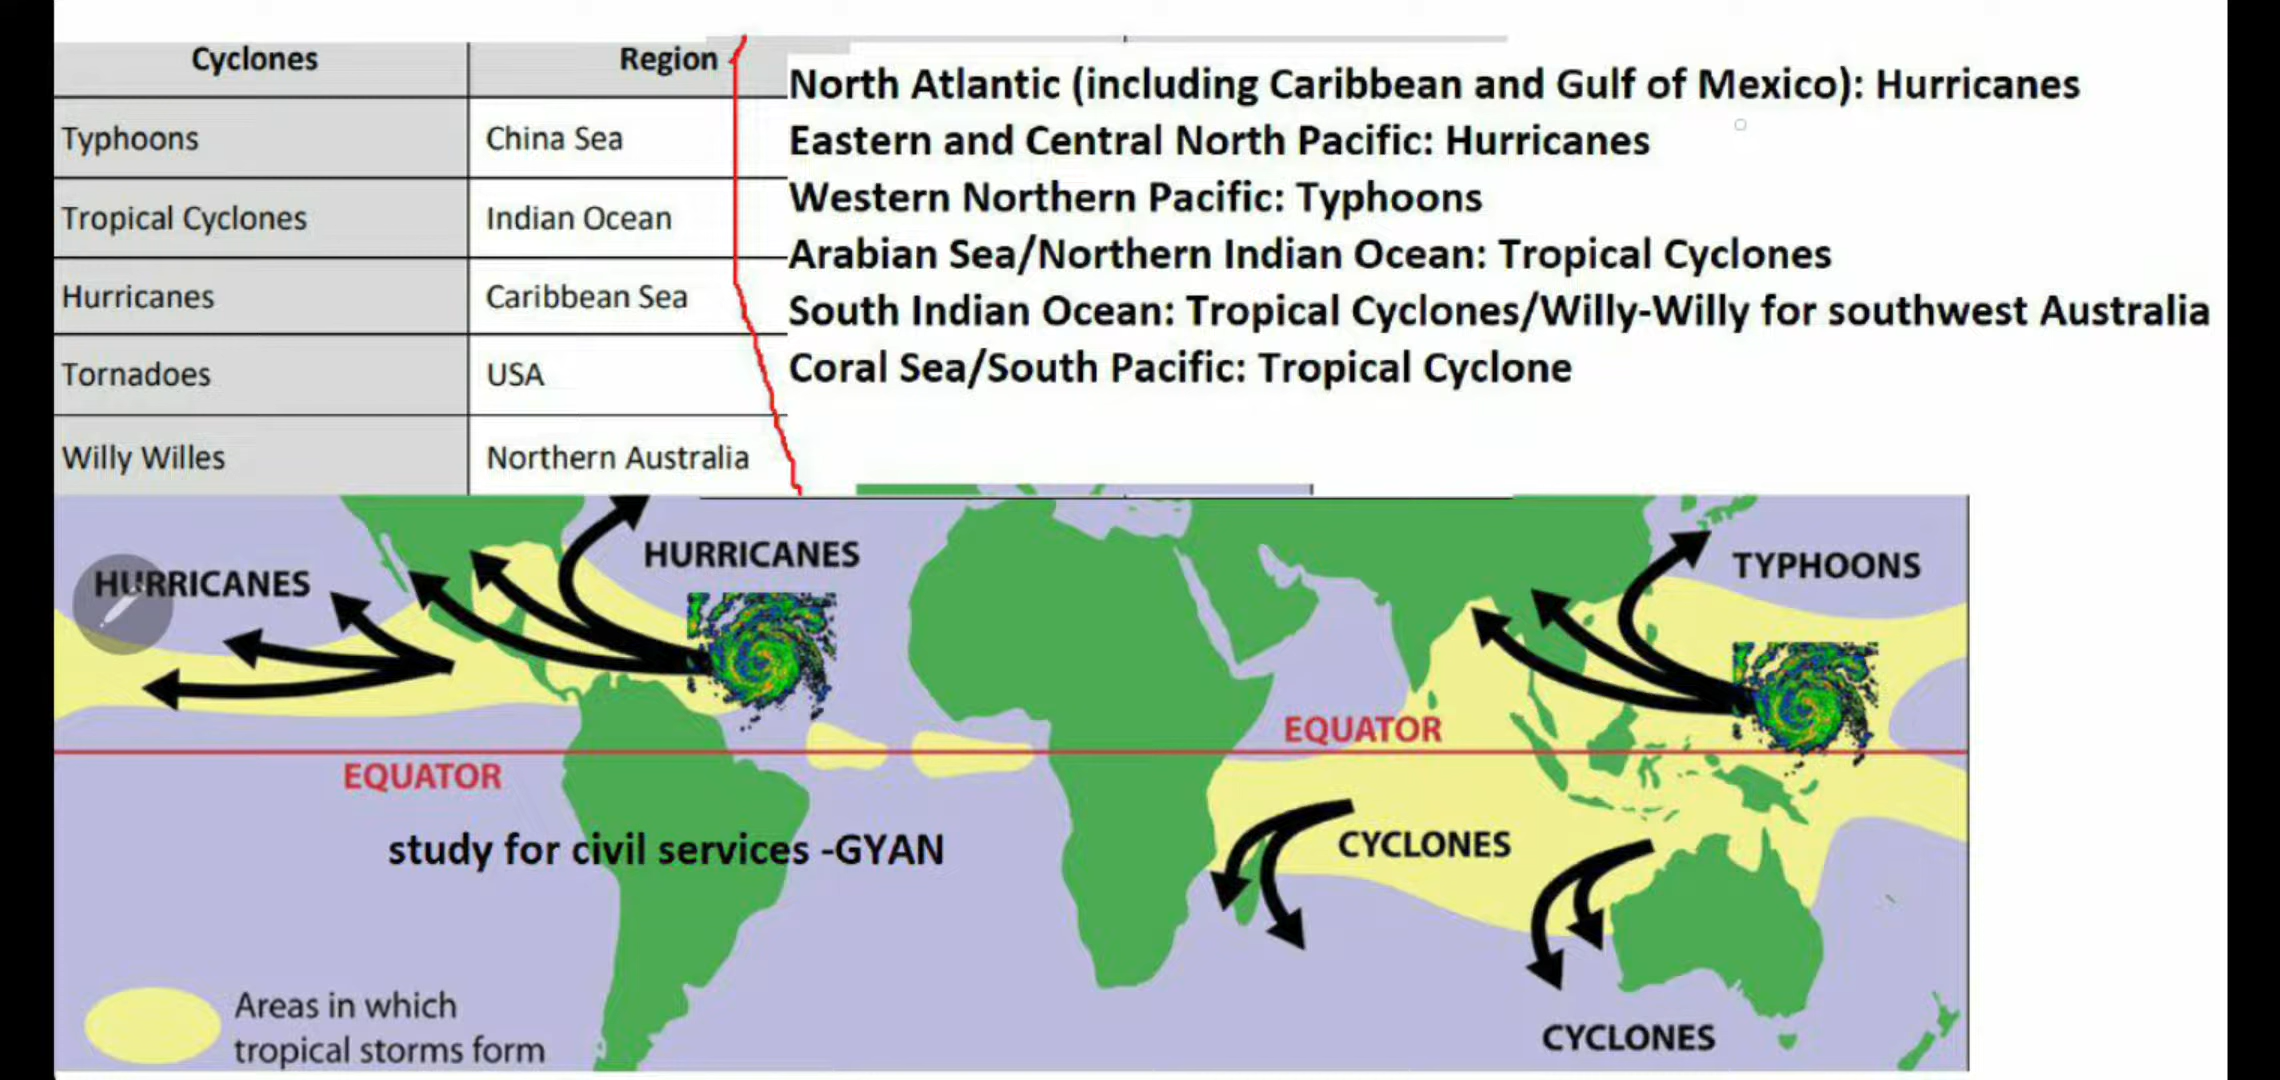 Cyclones Region
Typhoons China Sea
Tropical Cyclones Indian Ocean
Hurricanes Caribbean Sea
Tornadoes USA
Willy Willes Northern Australia
North Atlantic (including Caribbean and Gulf of Mexico): Hurricanes
Eastern and Central North Pacific: Hurricanes
Western Northern Pacific: Typhoons
Arabian Sea/Northern Indian Ocean: Tropical Cyclones
South Indian Ocean: Tropical Cyclones/Willy-Willy for southwest Australia
Coral Sea/South Pacific: Tropical Cyclone
HURRICANES
HURRICANES
TYPHOONS
EQUATOR
EQUATOR
study for civil services -GYAN
CYCLONES
CYCLONES
Areas in which
tropical storms form